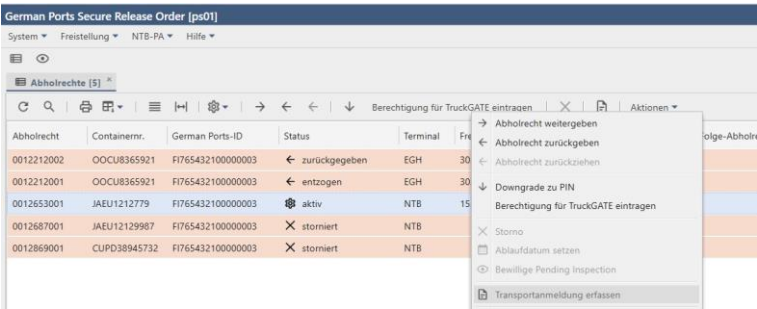 German Ports Secure Release Order [ps01]
System Freistellung NTB-PA Hilfe
Abholrechte [5]
Berechtigung für TruckGATE eintragen Aktionen
Abholrecht Containernr. German Ports-ID Status Terminal Fre olge-Abholre
0012212002 OOCU8365921 FI765432100000003 zurückgegeben EGH 30
0012212001 OOCU8365921 FI765432100000003 entzogen EGH 30
0012653001 JAEU1212779 FI765432100000003 aktiv NTB 15
0012687001 JAEU12129987 FI765432100000003 storniert NTB
0012869001 CUPD38945732 FI765432100000003 storniert NTB
Abholrecht weitergeben
Abholrecht zurückgeben
Abholrecht zurückziehen
Downgrade zu PIN
Berechtigung für TruckGATE eintragen
Storno
Ablaufdatum setzen
Bewillige Pending Inspection
Transportanmeldung erfassen